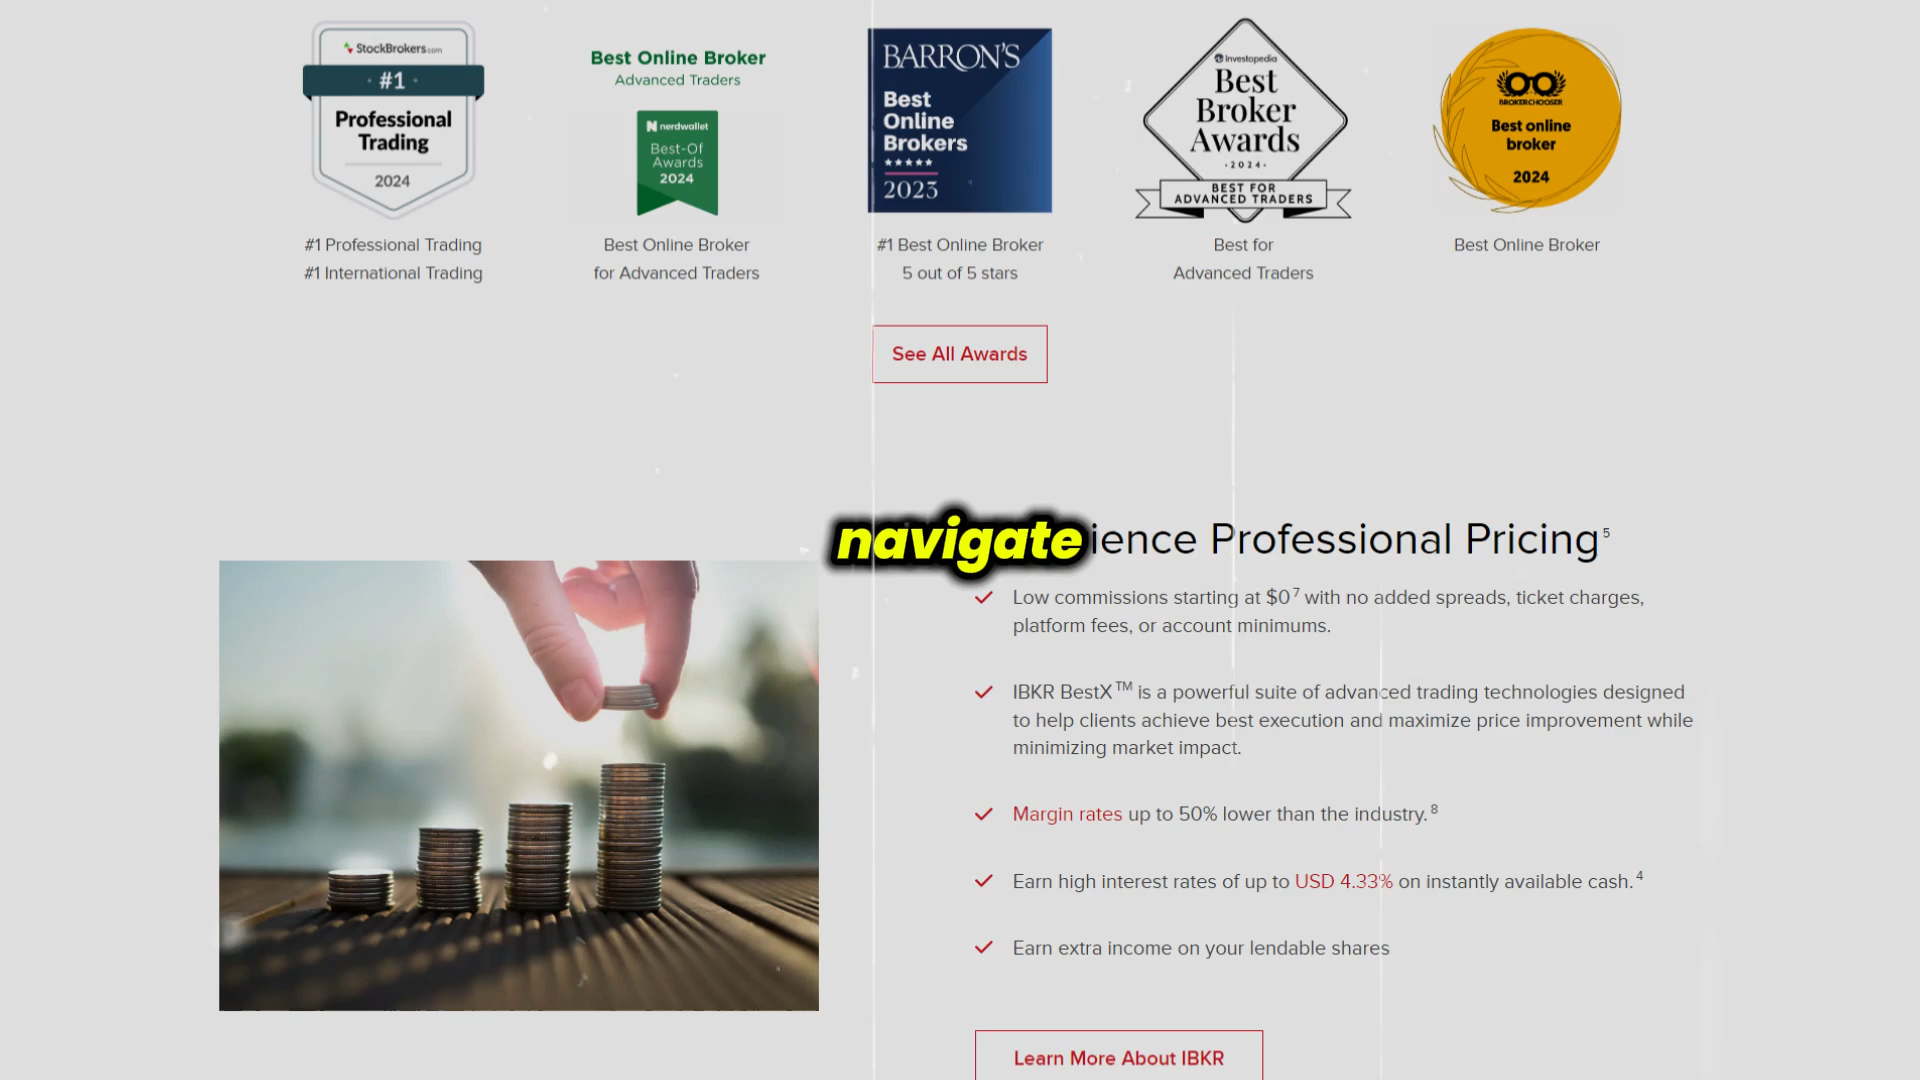 StockBrokers.com
#1
Professional
Trading
2024
#1 Professional Trading
#1 International Trading
Best Online Broker
Advanced Traders
nerdwallet
Best-Of
Awards
2024
Best Online Broker
for Advanced Traders
BARRON'S
Best
Online
Brokers
★★★★★
2023
#1 Best Online Broker
5 out of 5 stars
Investopedia
Best
Broker
Awards
·2024·
BEST FOR
ADVANCED TRADERS
Best for
Advanced Traders
BROKERCHOOSER
Best online
broker
2024
Best Online Broker
See All Awards
navigate
ience Professional Pricing 5
Low commissions starting at $0 7 with no added spreads, ticket charges,
platform fees, or account minimums.
IBKR BestX™ is a powerful suite of advanced trading technologies designed
to help clients achieve best execution and maximize price improvement while
minimizing market impact.
Margin rates up to 50% lower than the industry. 8
Earn high interest rates of up to USD 4.33% on instantly available cash. 4
Earn extra income on your lendable shares
Learn More About IBKR